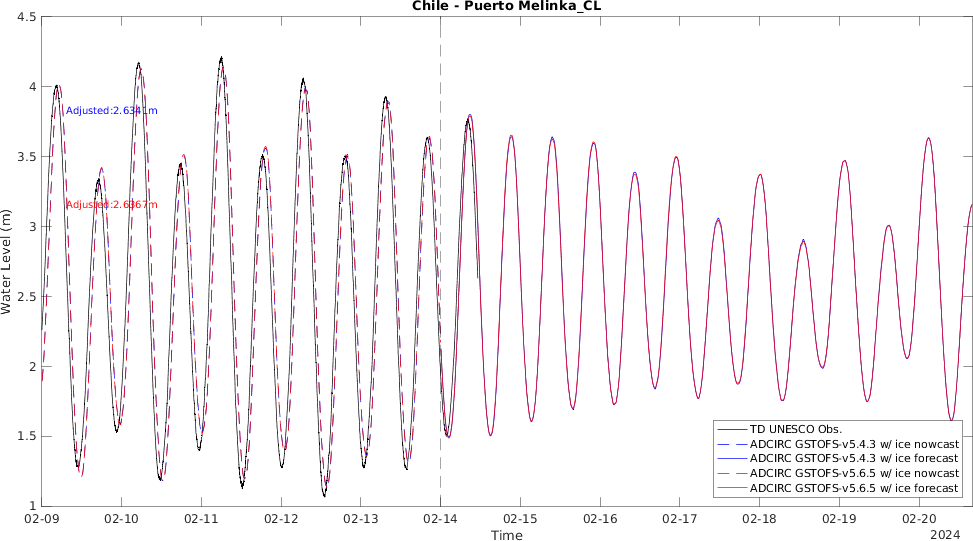 Chile - Puerto Melinka_CL
4.5
4
3.5
3
2.5
2
1.5
1
Water Level (m)
Adjusted:2.6341m
Adjusted:2.6367m
TD UNESCO Obs.
ADCIRC GSTOFS-v5.4.3 w/ ice nowcast
ADCIRC GSTOFS-v5.4.3 w/ ice forecast
ADCIRC GSTOFS-v5.6.5 w/ ice nowcast
ADCIRC GSTOFS-v5.6.5 w/ ice forecast
02-09 02-10 02-11 02-12 02-13 02-14 02-15 02-16 02-17 02-18 02-19 02-20
Time
2024